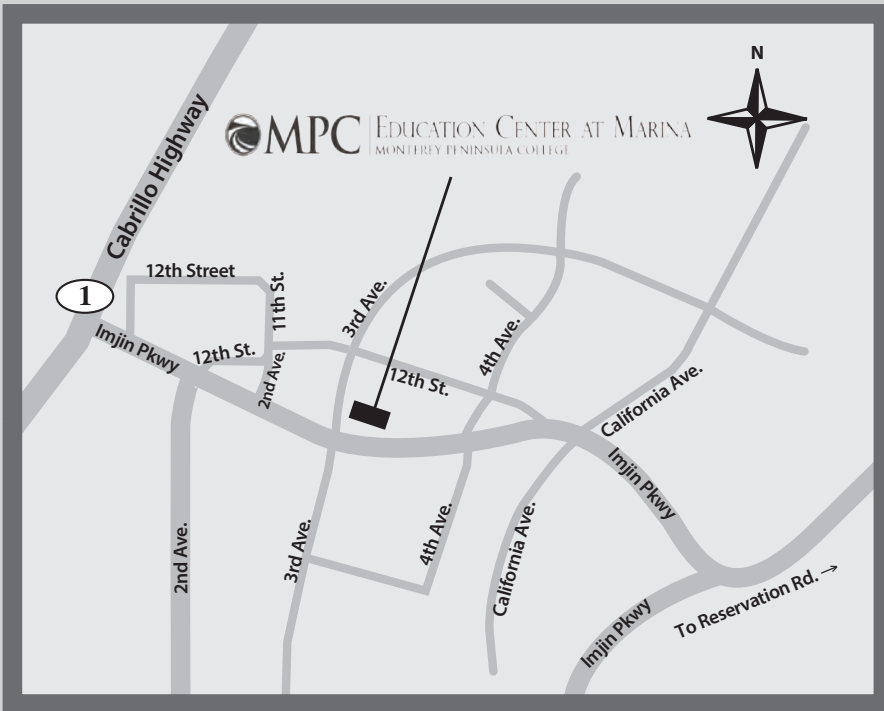 N
MPC
EDUCATION CENTER AT MARINA
MONTEREY PENINSULA COLLEGE
Cabrillo Highway
1
12th Street
11th St.
3rd Ave.
Imjin Pkwy
12th St.
2nd Ave.
4th Ave.
12th St.
California Ave.
Imjin Pkwy
2nd Ave.
3rd Ave.
4th Ave.
California Ave.
Imjin Pkwy
To Reservation Rd. →